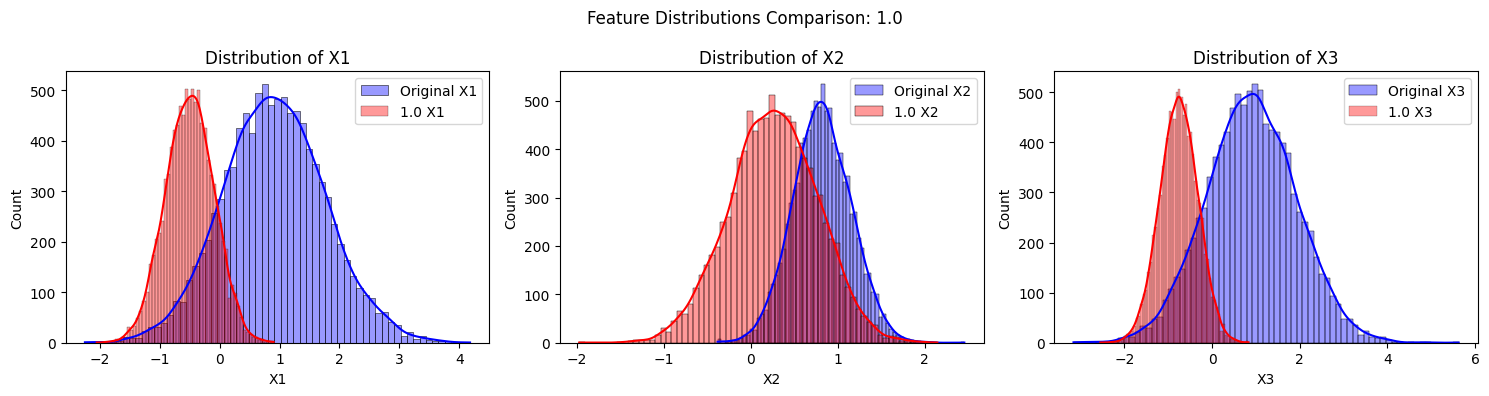 Feature Distributions Comparison: 1.0
Distribution of X1
Original X1
1.0 X1
Count
500
400
300
200
100
0
−2
−1
0
1
2
3
4
X1
Distribution of X2
Original X2
1.0 X2
Count
500
400
300
200
100
0
−2
−1
0
1
2
X2
Distribution of X3
Original X3
1.0 X3
Count
500
400
300
200
100
0
−2
0
2
4
6
X3